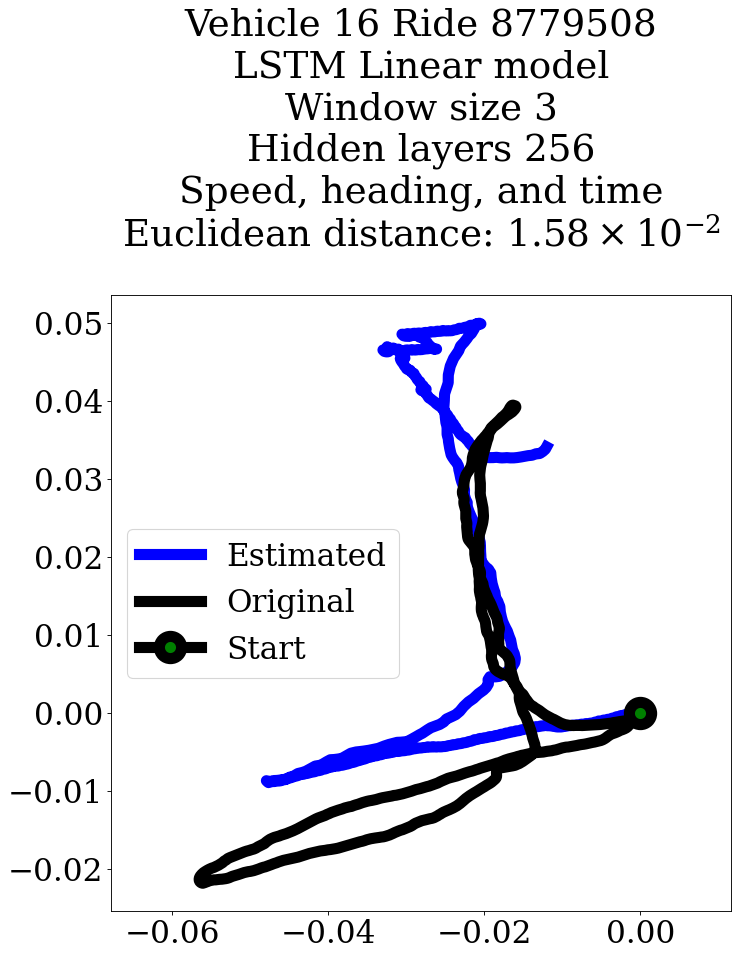 Vehicle 16 Ride 8779508
LSTM Linear model
Window size 3
Hidden layers 256
Speed, heading, and time
Euclidean distance: 1.58 × 10⁻²
0.05
0.04
0.03
0.02
0.01
0.00
−0.01
−0.02
Estimated
Original
Start
−0.06
−0.04
−0.02
0.00